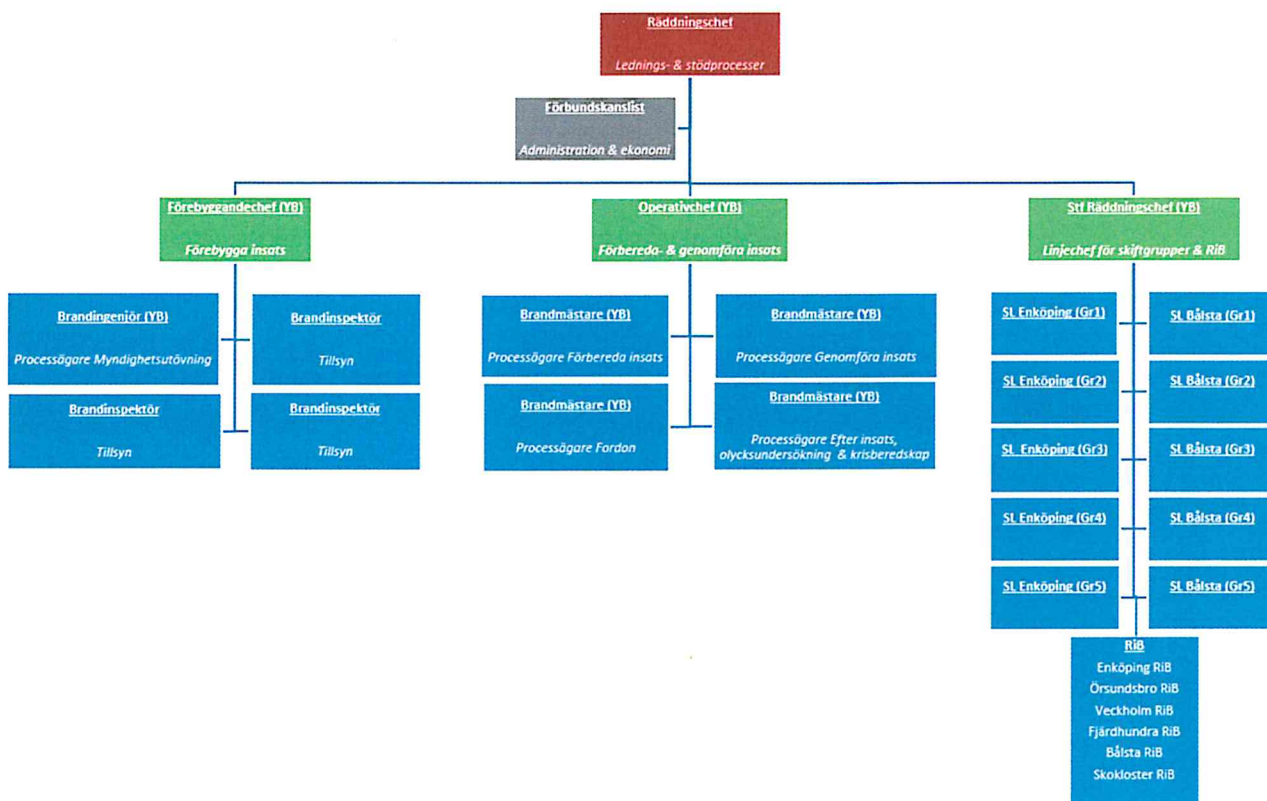 Räddningschef
Lednings- & stödprocesser
Förbundskanslist
Administration & ekonomi
Förebyggandechef (YB)
Förebygga insats
Operativchef (YB)
Förbereda- & genomföra insats
Stf Räddningschef (YB)
Linjechef för skiftgrupper & RiB
Brandingenjör (YB)
Processägare Myndighetsutövning
Brandinspektör
Tillsyn
Brandinspektör
Tillsyn
Brandinspektör
Tillsyn
Brandmästare (YB)
Processägare Förbereda insats
Brandmästare (YB)
Processägare Genomföra insats
Brandmästare (YB)
Processägare Fordon
Brandmästare (YB)
Processägare Efter insats,
olycksundersökning & krisberedskap
SL Enköping (Gr1)
SL Bålsta (Gr1)
SL Enköping (Gr2)
SL Bålsta (Gr2)
SL Enköping (Gr3)
SL Bålsta (Gr3)
SL Enköping (Gr4)
SL Bålsta (Gr4)
SL Enköping (Gr5)
SL Bålsta (Gr5)
RiB
Enköping RiB
Örsundsbro RiB
Veckholm RiB
Fjärdhundra RiB
Bålsta RiB
Skokloster RiB